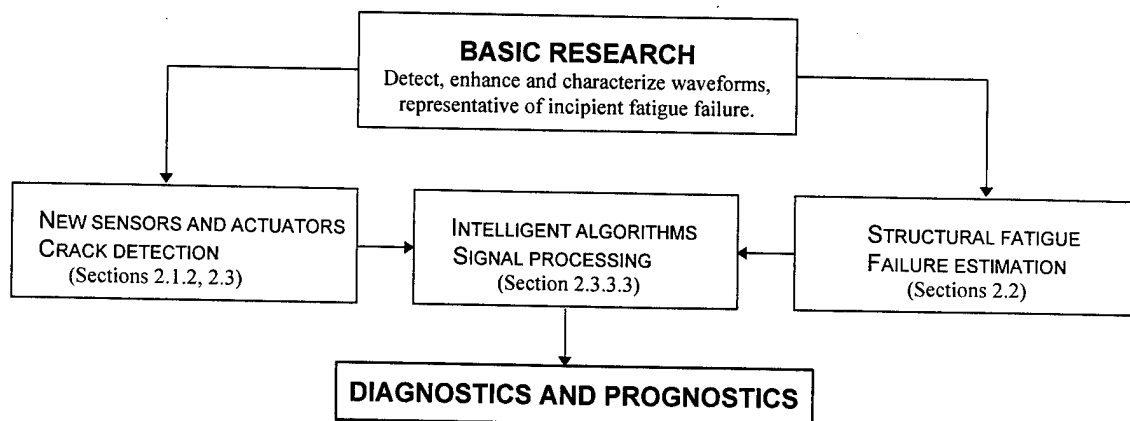 BASIC RESEARCH
Detect, enhance and characterize waveforms,
representative of incipient fatigue failure.
NEW SENSORS AND ACTUATORS
CRACK DETECTION
(Sections 2.1.2, 2.3)
INTELLIGENT ALGORITHMS
SIGNAL PROCESSING
(Section 2.3.3.3)
STRUCTURAL FATIGUE
FAILURE ESTIMATION
(Sections 2.2)
DIAGNOSTICS AND PROGNOSTICS